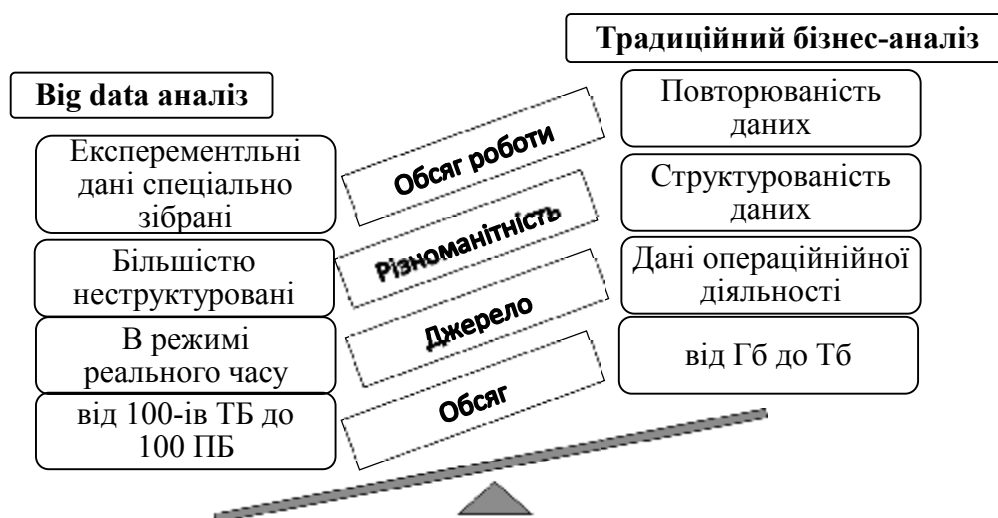 Традиційний бізнес-аналіз
Big data аналіз
Експерементльні
дані спеціально
зібрані
Більшістю
неструктуровані
В режимі
реального часу
від 100-ів ТБ до
100 ПБ
Обсяг роботи
Різноманітність
Джерело
Обсяг
Повторюваність
даних
Структурованість
даних
Дані операційнійної
діяльності
від Гб до Тб